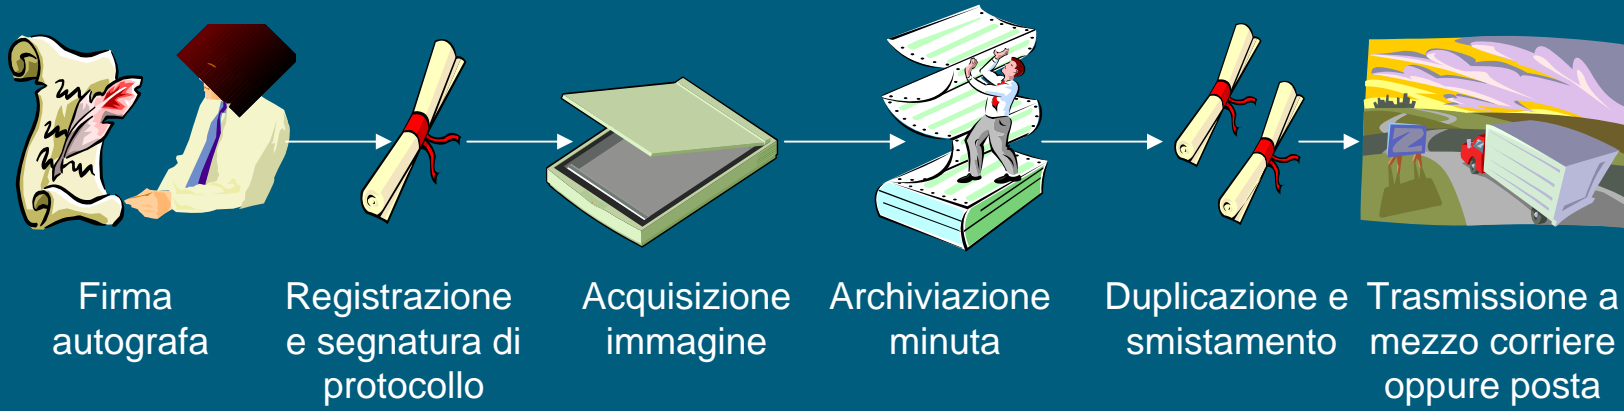 Firma
autografa
Registrazione
e segnatura di
protocollo
Acquisizione
immagine
Archiviazione
minuta
Duplicazione e
smistamento
Trasmissione a
mezzo corriere
oppure posta